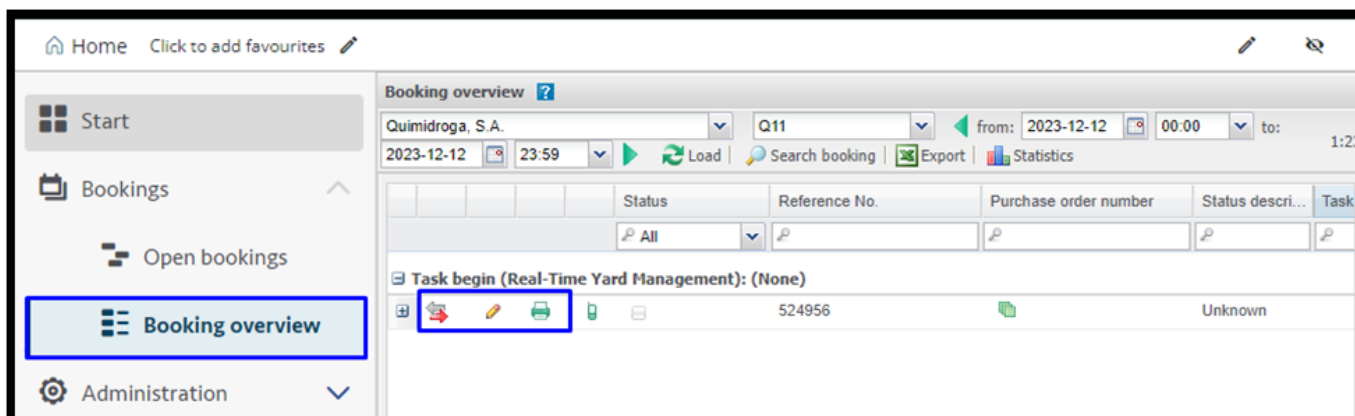 Home Click to add favourites
Start
Bookings
Open bookings
Booking overview
Administration
Booking overview ?
Quimidroga, S.A. Q11 from: 2023-12-12 00:00 to:
2023-12-12 23:59 Load Search booking Export Statistics
Status Reference No. Purchase order number Status descri... Task
All
Task begin (Real-Time Yard Management): (None)
524956 Unknown